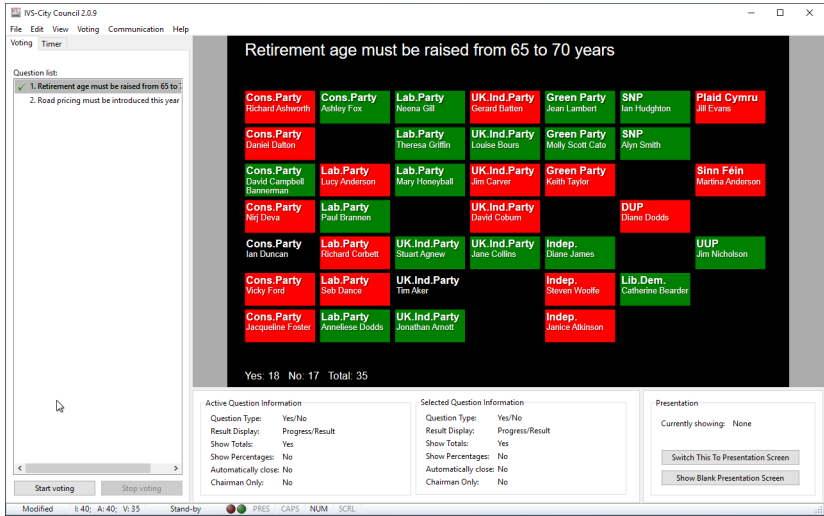 IVS-City Council 2.0.9
File Edit View Voting Communication Help
Voting Timer
Question list:
1. Retirement age must be raised from 65 to 7
2. Road pricing must be introduced this year
Start voting Stop voting
Retirement age must be raised from 65 to 70 years
Cons.Party Cons.Party Lab.Party UK.Ind.Party Green Party SNP Plaid Cymru
Richard Ashworth Ashley Fox Neena Gill Gerard Batten Jean Lambert Ian Hudghton Jill Evans
Cons.Party Lab.Party UK.Ind.Party Green Party SNP
Daniel Dalton Theresa Griffin Louise Bours Molly Scott Cato Alyn Smith
Cons.Party Lab.Party Lab.Party UK.Ind.Party Green Party Sinn Féin
David Campbell Lucy Anderson Mary Honeyball Jim Carver Keith Taylor Martina Anderson
Bannerman
Cons.Party Lab.Party UK.Ind.Party DUP
Nirj Deva Paul Brannen David Coburn Diane Dodds
Cons.Party Lab.Party UK.Ind.Party UK.Ind.Party Indep. UUP
Ian Duncan Richard Corbett Stuart Agnew Jane Collins Diane James Jim Nicholson
Cons.Party Lab.Party UK.Ind.Party Indep. Lib.Dem.
Vicky Ford Seb Dance Tim Aker Steven Woolfe Catherine Bearder
Cons.Party Lab.Party UK.Ind.Party Indep.
Jacqueline Foster Anneliese Dodds Jonathan Arnott Janice Atkinson
Yes: 18 No: 17 Total: 35
Active Question Information
Question Type: Yes/No
Result Display: Progress/Result
Show Totals: Yes
Show Percentages: No
Automatically close: No
Chairman Only: No
Selected Question Information
Question Type: Yes/No
Result Display: Progress/Result
Show Totals: Yes
Show Percentages: No
Automatically close: No
Chairman Only: No
Presentation
Currently showing: None
Switch This To Presentation Screen
Show Blank Presentation Screen
Modified I: 40; A: 40; V: 35 Stand-by PRES CAPS NUM SCRL